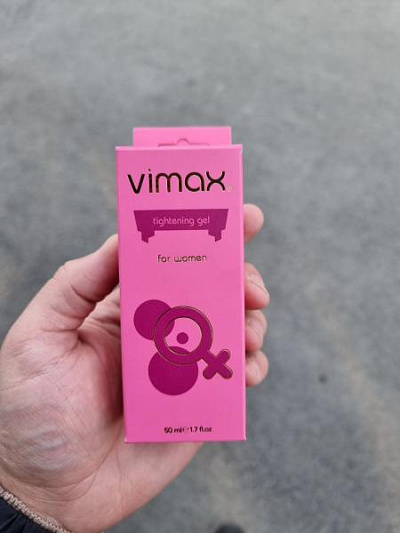 vimax
tightening gel
for women
50 ml℮1.7 fl.oz